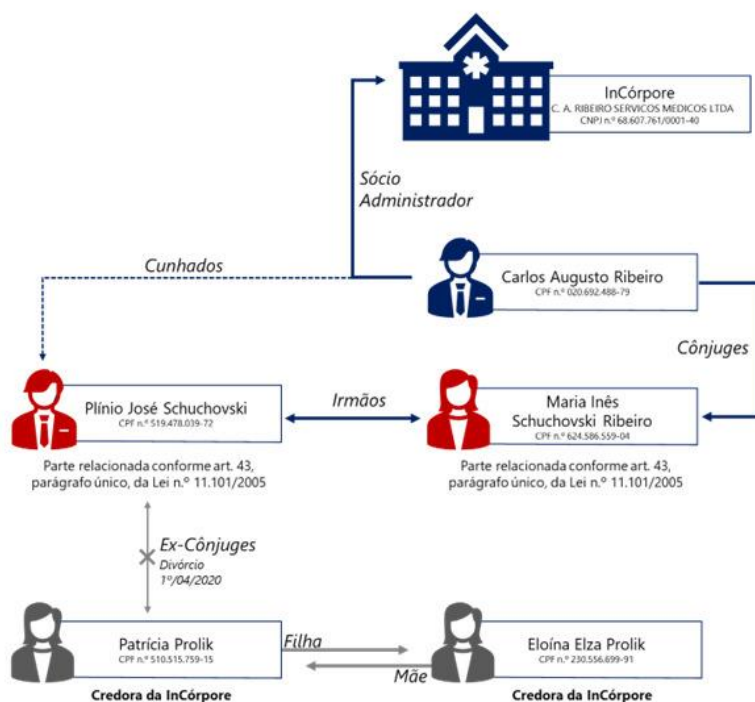 InCórpore
C. A. RIBEIRO SERVICOS MEDICOS LTDA
CNPJ n.º 68.607.761/0001-40
Sócio
Administrador
Cunhados
Carlos Augusto Ribeiro
CPF n.º 020.692.488-79
Cônjuges
Plínio José Schuchovski
CPF n.º 519.478.039-72
Irmãos
Maria Inês
Schuchovski Ribeiro
CPF n.º 624.586.559-04
Parte relacionada conforme art. 43,
parágrafo único, da Lei n.º 11.101/2005
Parte relacionada conforme art. 43,
parágrafo único, da Lei n.º 11.101/2005
Ex-Cônjuges
Divórcio
1º/04/2020
Patrícia Prolik
CPF n.º 510.515.759-15
Filha
Mãe
Eloína Elza Prolik
CPF n.º 230.556.699-91
Credora da InCórpore
Credora da InCórpore